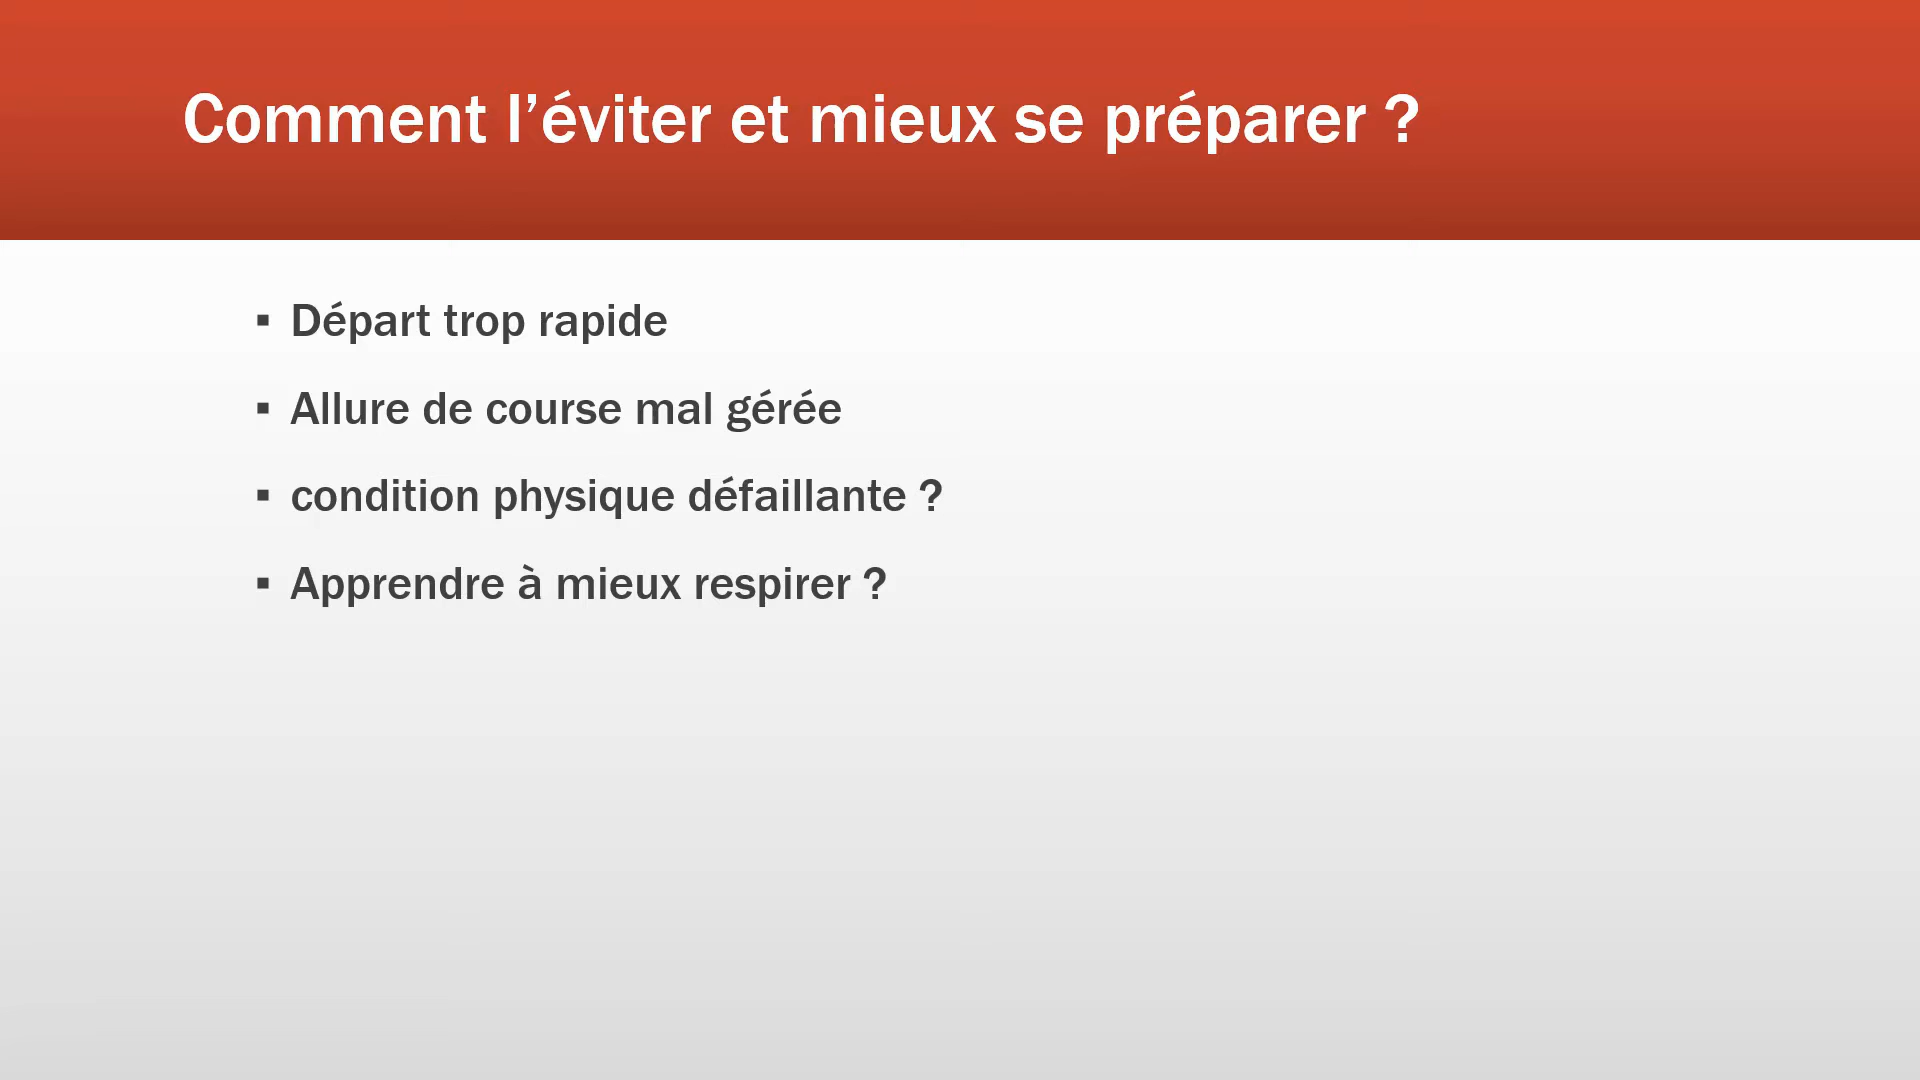 Comment l’éviter et mieux se préparer ?
▪ Départ trop rapide
▪ Allure de course mal gérée
▪ condition physique défaillante ?
▪ Apprendre à mieux respirer ?